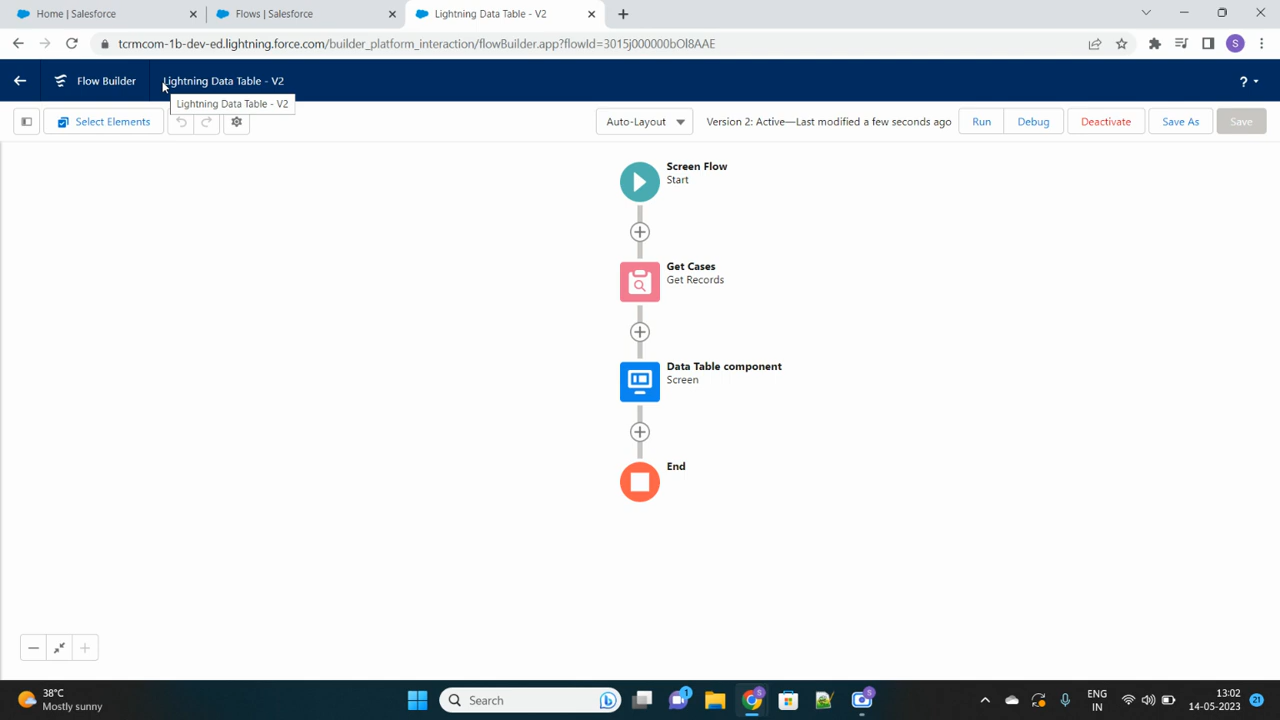 Home | Salesforce
Flows | Salesforce
Lightning Data Table - V2
tcrmcom-1b-dev-ed.lightning.force.com/builder_platform_interaction/flowBuilder.app?flowId=3015j000000bOl8AAE
S
Flow Builder
Lightning Data Table - V2
?
Lightning Data Table - V2
Select Elements
Auto-Layout
Version 2: Active—Last modified a few seconds ago
Run
Debug
Deactivate
Save As
Save
Screen Flow
Start
Get Cases
Get Records
Data Table component
Screen
End
38°C
Mostly sunny
Search
1
S
S
ENG
IN
13:02
14-05-2023
21